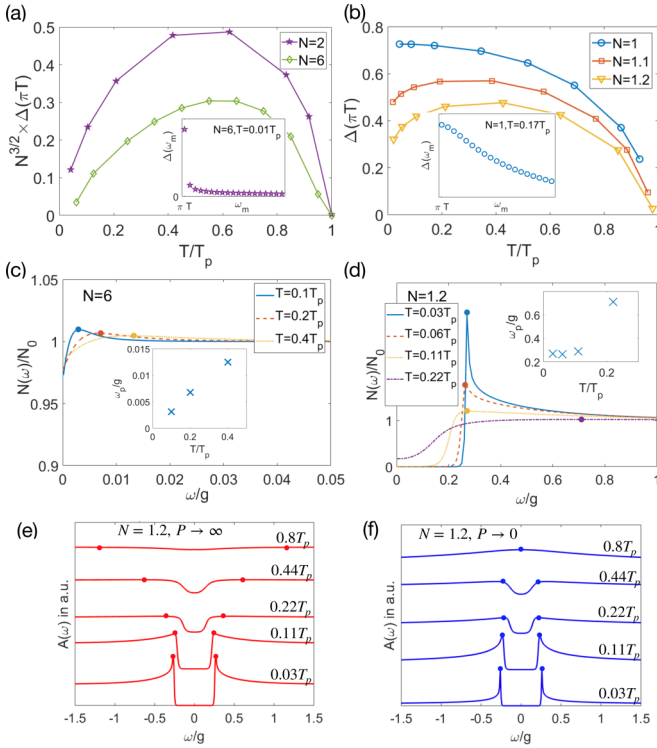 (a)
0.5
0.4
0.3
0.2
0.1
0
N^{3/2} × Δ(πT)
N=2
N=6
Δ(ω_m)
0
N=6,T=0.01T_p
π T
ω_m
0 0.2 0.4 0.6 0.8 1
T/T_p
(b)
0.8
0.6
0.4
0.2
0
Δ(πT)
N=1
N=1.1
N=1.2
Δ(ω_m)
N=1,T=0.17T_p
π T
ω_m
0 0.2 0.4 0.6 0.8 1
T/T_p
(c)
1.05
1
0.95
0.9
N(ω)/N_0
N=6
T=0.1T_p
T=0.2T_p
T=0.4T_p
0.015
0.01
0.005
0
ω_p/g
0 0.2 0.4
T/T_p
0 0.01 0.02 0.03 0.04 0.05
ω/g
(d)
4
3
2
1
0
N(ω)/N_0
N=1.2
T=0.03T_p
T=0.06T_p
T=0.11T_p
T=0.22T_p
0.8
0.6
0.4
0.2
ω_p/g
0 0.2
T/T_p
0 0.2 0.4 0.6 0.8 1
ω/g
(e)
N = 1.2, P → ∞
A(ω) in a.u.
0.8T_p
0.44T_p
0.22T_p
0.11T_p
0.03T_p
-1.5 -1 -0.5 0 0.5 1 1.5
ω/g
(f)
N = 1.2, P → 0
A(ω) in a.u.
0.8T_p
0.44T_p
0.22T_p
0.11T_p
0.03T_p
-1.5 -1 -0.5 0 0.5 1 1.5
ω/g